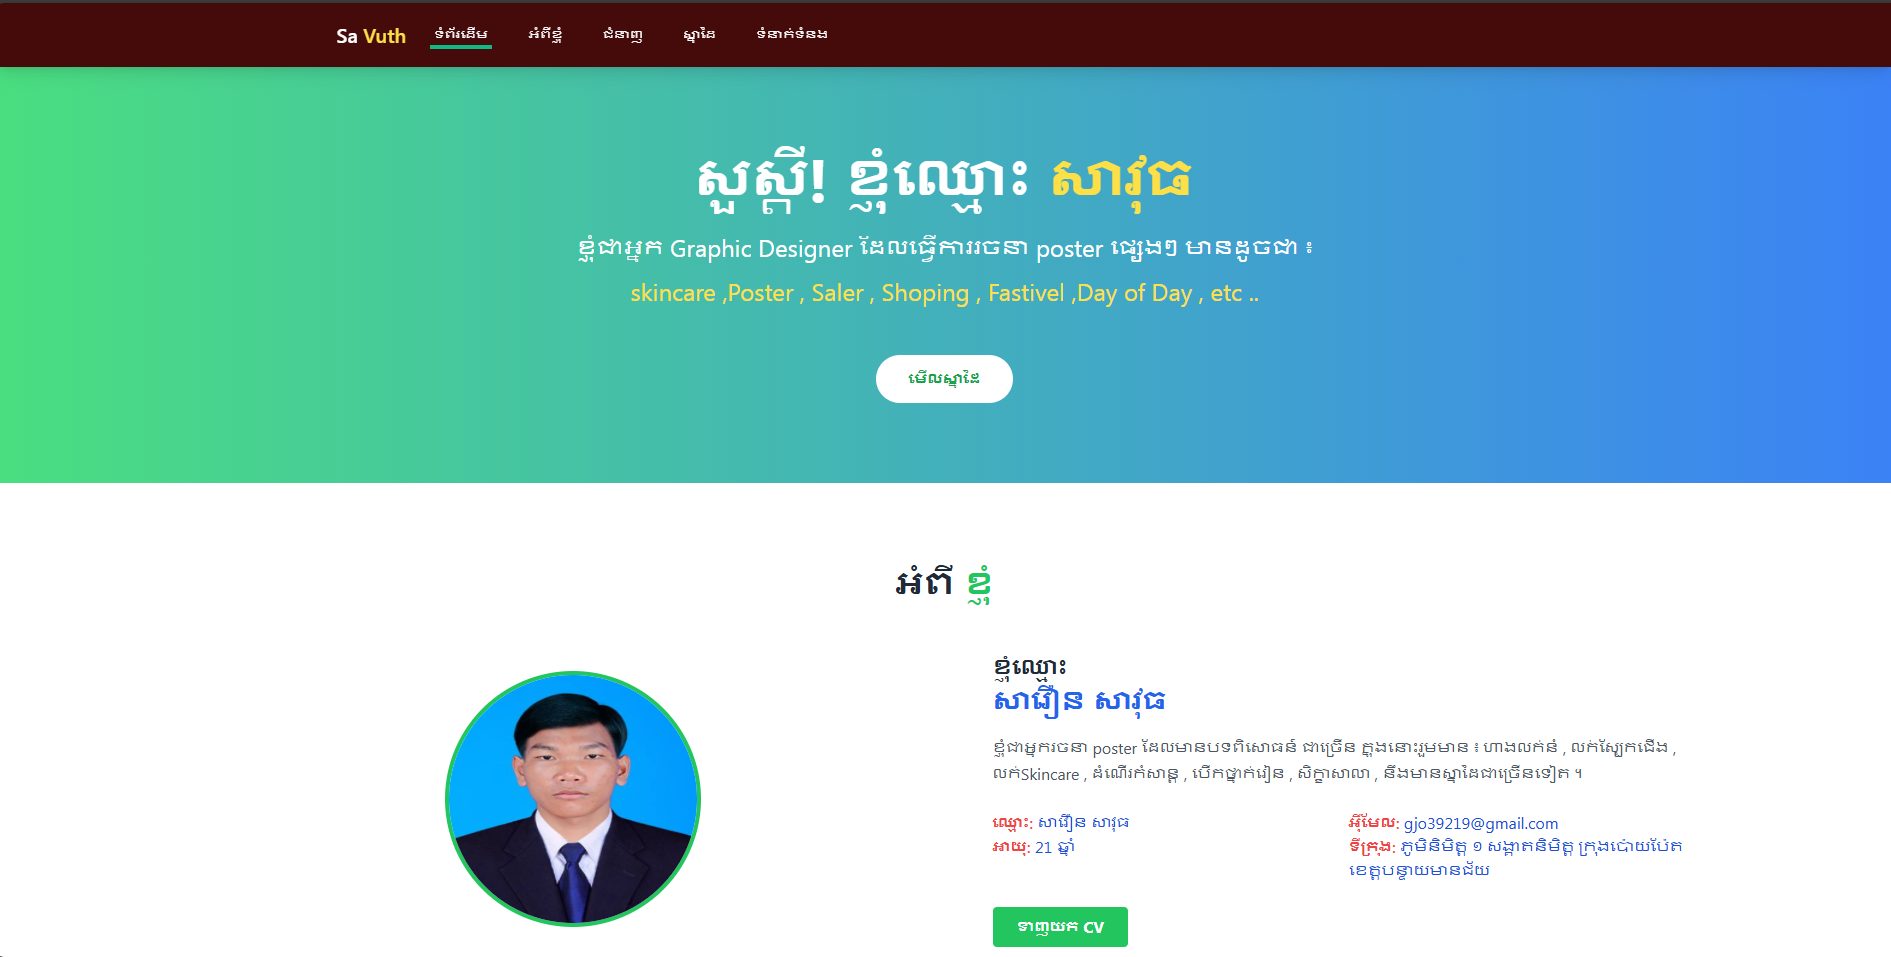 Sa Vuth ទំព័រដើម អំពីខ្ញុំ ជំនាញ ស្នាដៃ ទំនាក់ទំនង
សួស្តី! ខ្ញុំឈ្មោះ សាវុធ
ខ្ញុំជាអ្នក Graphic Designer ដែលធ្វើការរចនា poster ផ្សេងៗ មានដូចជា ៖
skincare ,Poster , Saler , Shoping , Fastivel ,Day of Day , etc ..
មើលស្នាដៃ
អំពី ខ្ញុំ
ខ្ញុំឈ្មោះ
សារឿន សាវុធ
ខ្ញុំជាអ្នករចនា poster ដែលមានបទពិសោធន៍ ជាច្រើន ក្នុងនោះរួមមាន ៖ ហាងលក់នំ , លក់ស្បែកជើង ,
លក់Skincare , ដំណើរកំសាន្ត , បើកថ្នាក់រៀន , សិក្ខាសាលា , និងមានស្នាដៃជាច្រើនទៀត ។
ឈ្មោះ: សារឿន សាវុធ
អាយុ: 21 ឆ្នាំ
អ៊ីមែល: gjo39219@gmail.com
ទីក្រុង: ភូមិនិមិត្ត ១ សង្កាតនិមិត្ត ក្រុងប៉ោយប៉ែត
ខេត្តបន្ទាយមានជ័យ
ទាញយក CV